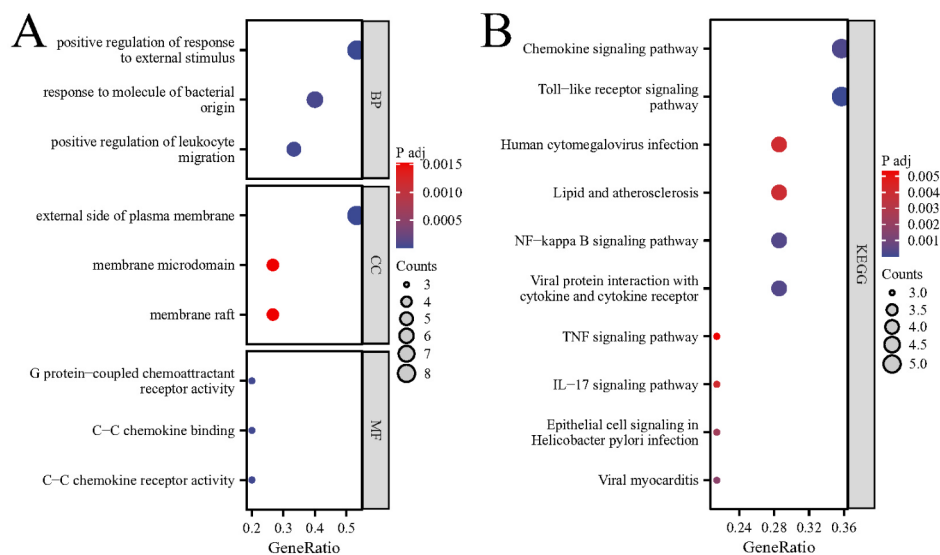 A
positive regulation of response
to external stimulus
response to molecule of bacterial
origin
positive regulation of leukocyte
migration
BP
external side of plasma membrane
membrane microdomain
membrane raft
CC
G protein−coupled chemoattractant
receptor activity
C−C chemokine binding
C−C chemokine receptor activity
MF
0.2 0.3 0.4 0.5
GeneRatio
P adj
0.0015
0.0010
0.0005
Counts
3
4
5
6
7
8
B
Chemokine signaling pathway
Toll−like receptor signaling
pathway
Human cytomegalovirus infection
Lipid and atherosclerosis
NF−kappa B signaling pathway
Viral protein interaction with
cytokine and cytokine receptor
TNF signaling pathway
IL−17 signaling pathway
Epithelial cell signaling in
Helicobacter pylori infection
Viral myocarditis
KEGG
0.24 0.28 0.32 0.36
GeneRatio
P adj
0.005
0.004
0.003
0.002
0.001
Counts
3.0
3.5
4.0
4.5
5.0